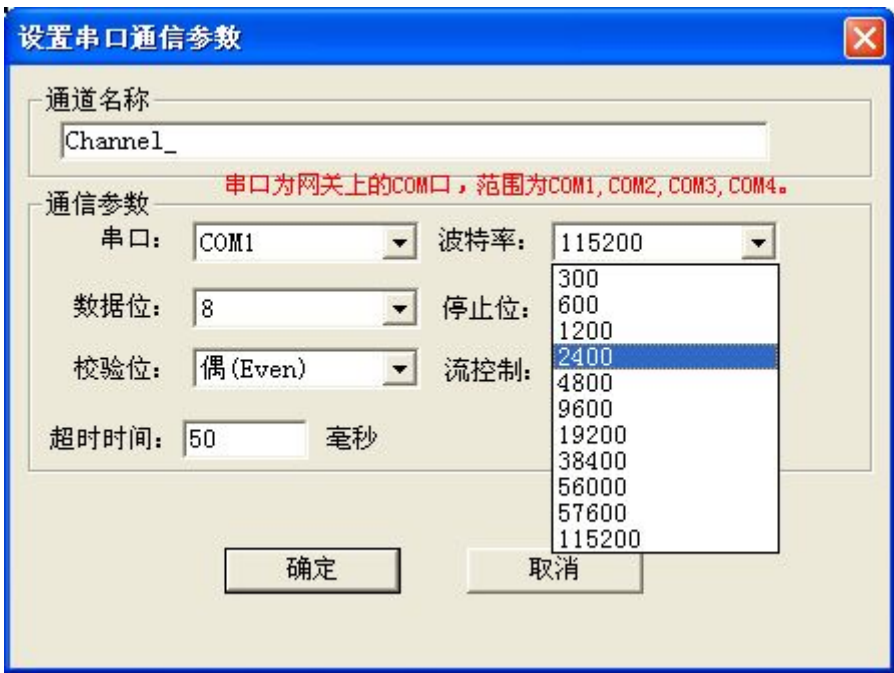 设置串口通信参数
通道名称
Channel_
串口为网关上的COM口，范围为COM1,COM2,COM3,COM4。
通信参数
串口： COM1 波特率： 115200
数据位： 8 停止位：
校验位： 偶(Even) 流控制：
超时时间： 50 毫秒
300
600
1200
2400
4800
9600
19200
38400
56000
57600
115200
确定 取消